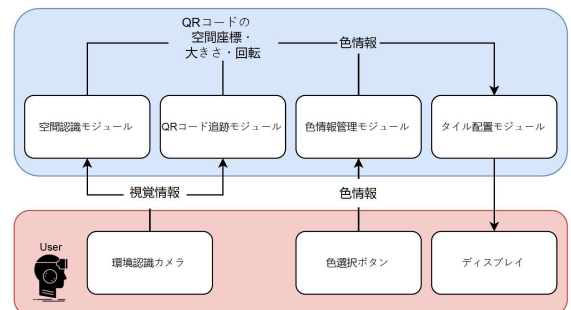 QRコードの
空間座標・
大きさ・回転
色情報
空間認識モジュール
QRコード追跡モジュール
色情報管理モジュール
タイル配置モジュール
視覚情報
色情報
User
環境認識カメラ
色選択ボタン
ディスプレイ